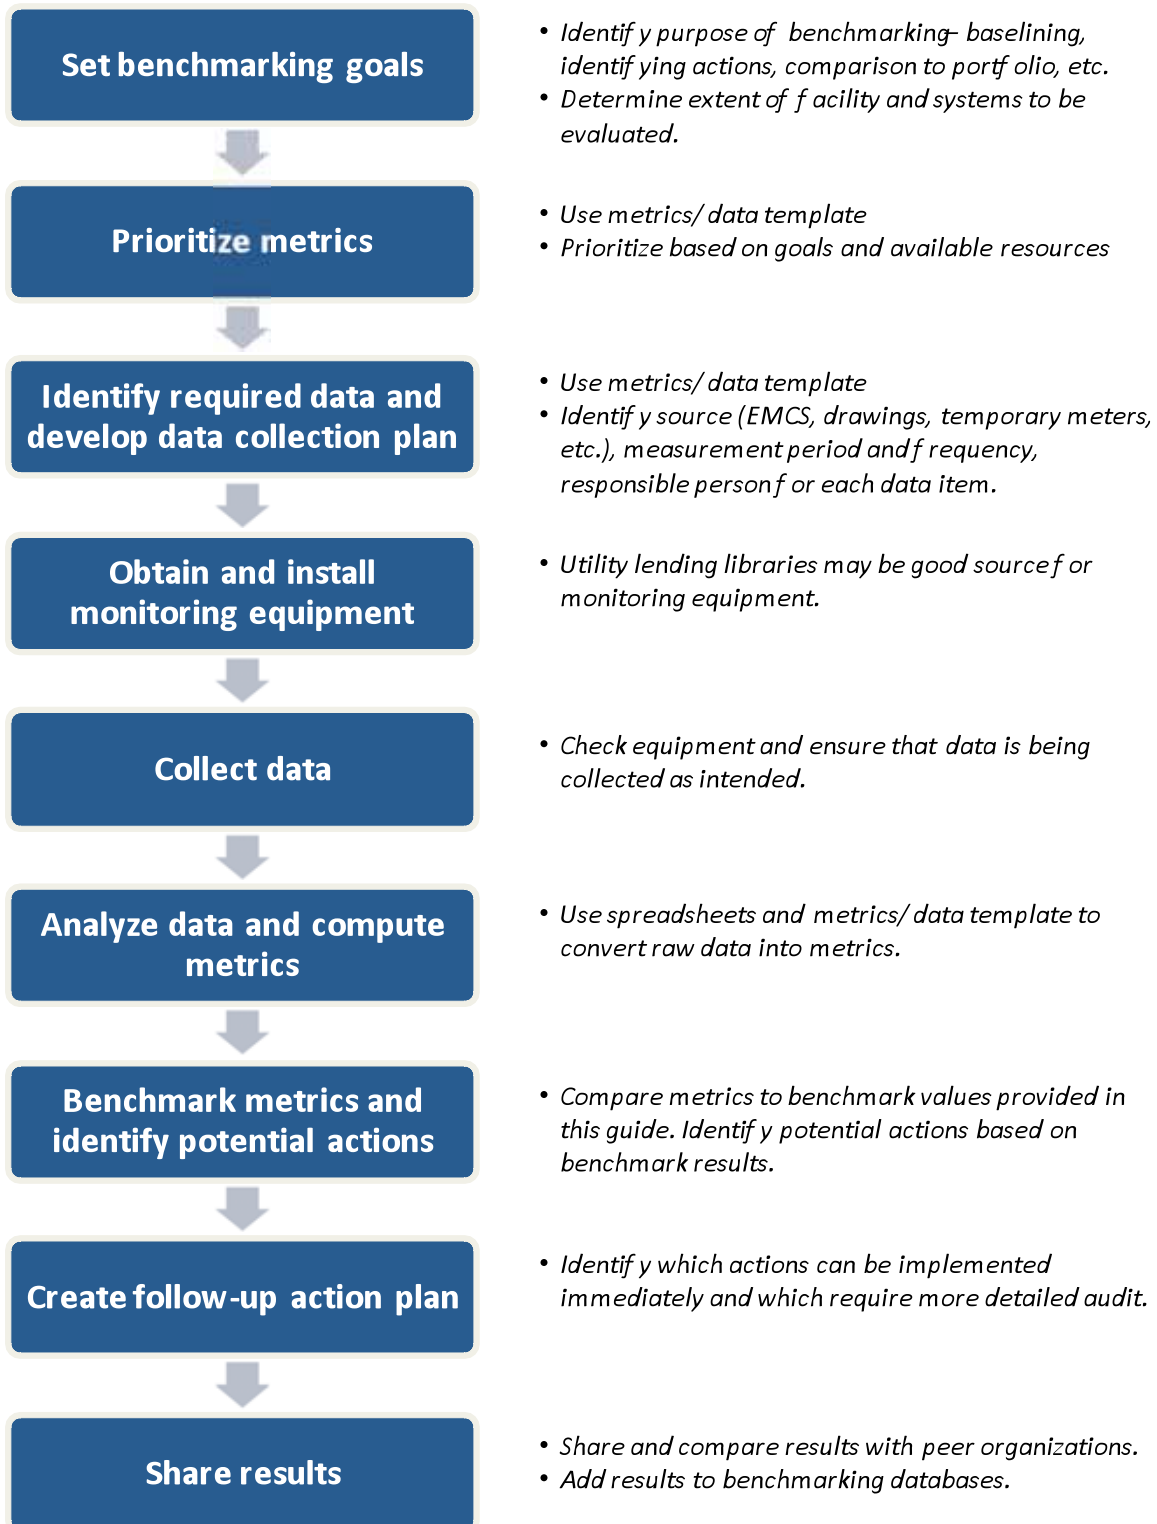 Set benchmarking goals
• Identify purpose of benchmarking– baselining,
identifying actions, comparison to portfolio, etc.
• Determine extent of facility and systems to be
evaluated.
Prioritize metrics
• Use metrics/data template
• Prioritize based on goals and available resources
Identify required data and
develop data collection plan
• Use metrics/data template
• Identify source (EMCS, drawings, temporary meters,
etc.), measurement period and frequency,
responsible person for each data item.
Obtain and install
monitoring equipment
• Utility lending libraries may be good source for
monitoring equipment.
Collect data
• Check equipment and ensure that data is being
collected as intended.
Analyze data and compute
metrics
• Use spreadsheets and metrics/data template to
convert raw data into metrics.
Benchmark metrics and
identify potential actions
• Compare metrics to benchmark values provided in
this guide. Identify potential actions based on
benchmark results.
Create follow-up action plan
• Identify which actions can be implemented
immediately and which require more detailed audit.
Share results
• Share and compare results with peer organizations.
• Add results to benchmarking databases.